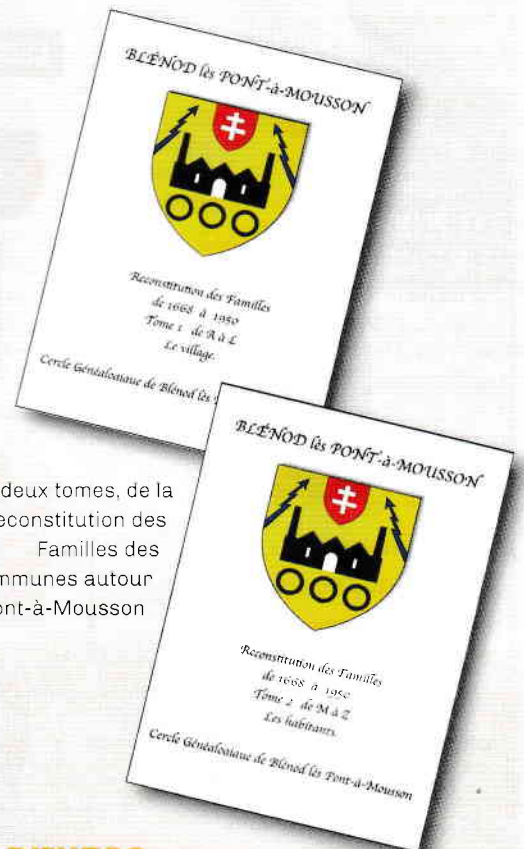 BLÉNOD lès PONT-à-MOUSSON
Reconstitution des Familles
de 1668 à 1950
Tome 1 de A à L
Le village.
Cercle Généalogique de Blénod lès
BLÉNOD lès PONT-à-MOUSSON
Reconstitution des Familles
de 1668 à 1950
Tome 2 de M à Z
Les habitants.
Cercle Généalogique de Blénod lès Pont-à-Mousson
deux tomes, de la
econstitution des
Familles des
mmunes autour
ont-à-Mousson